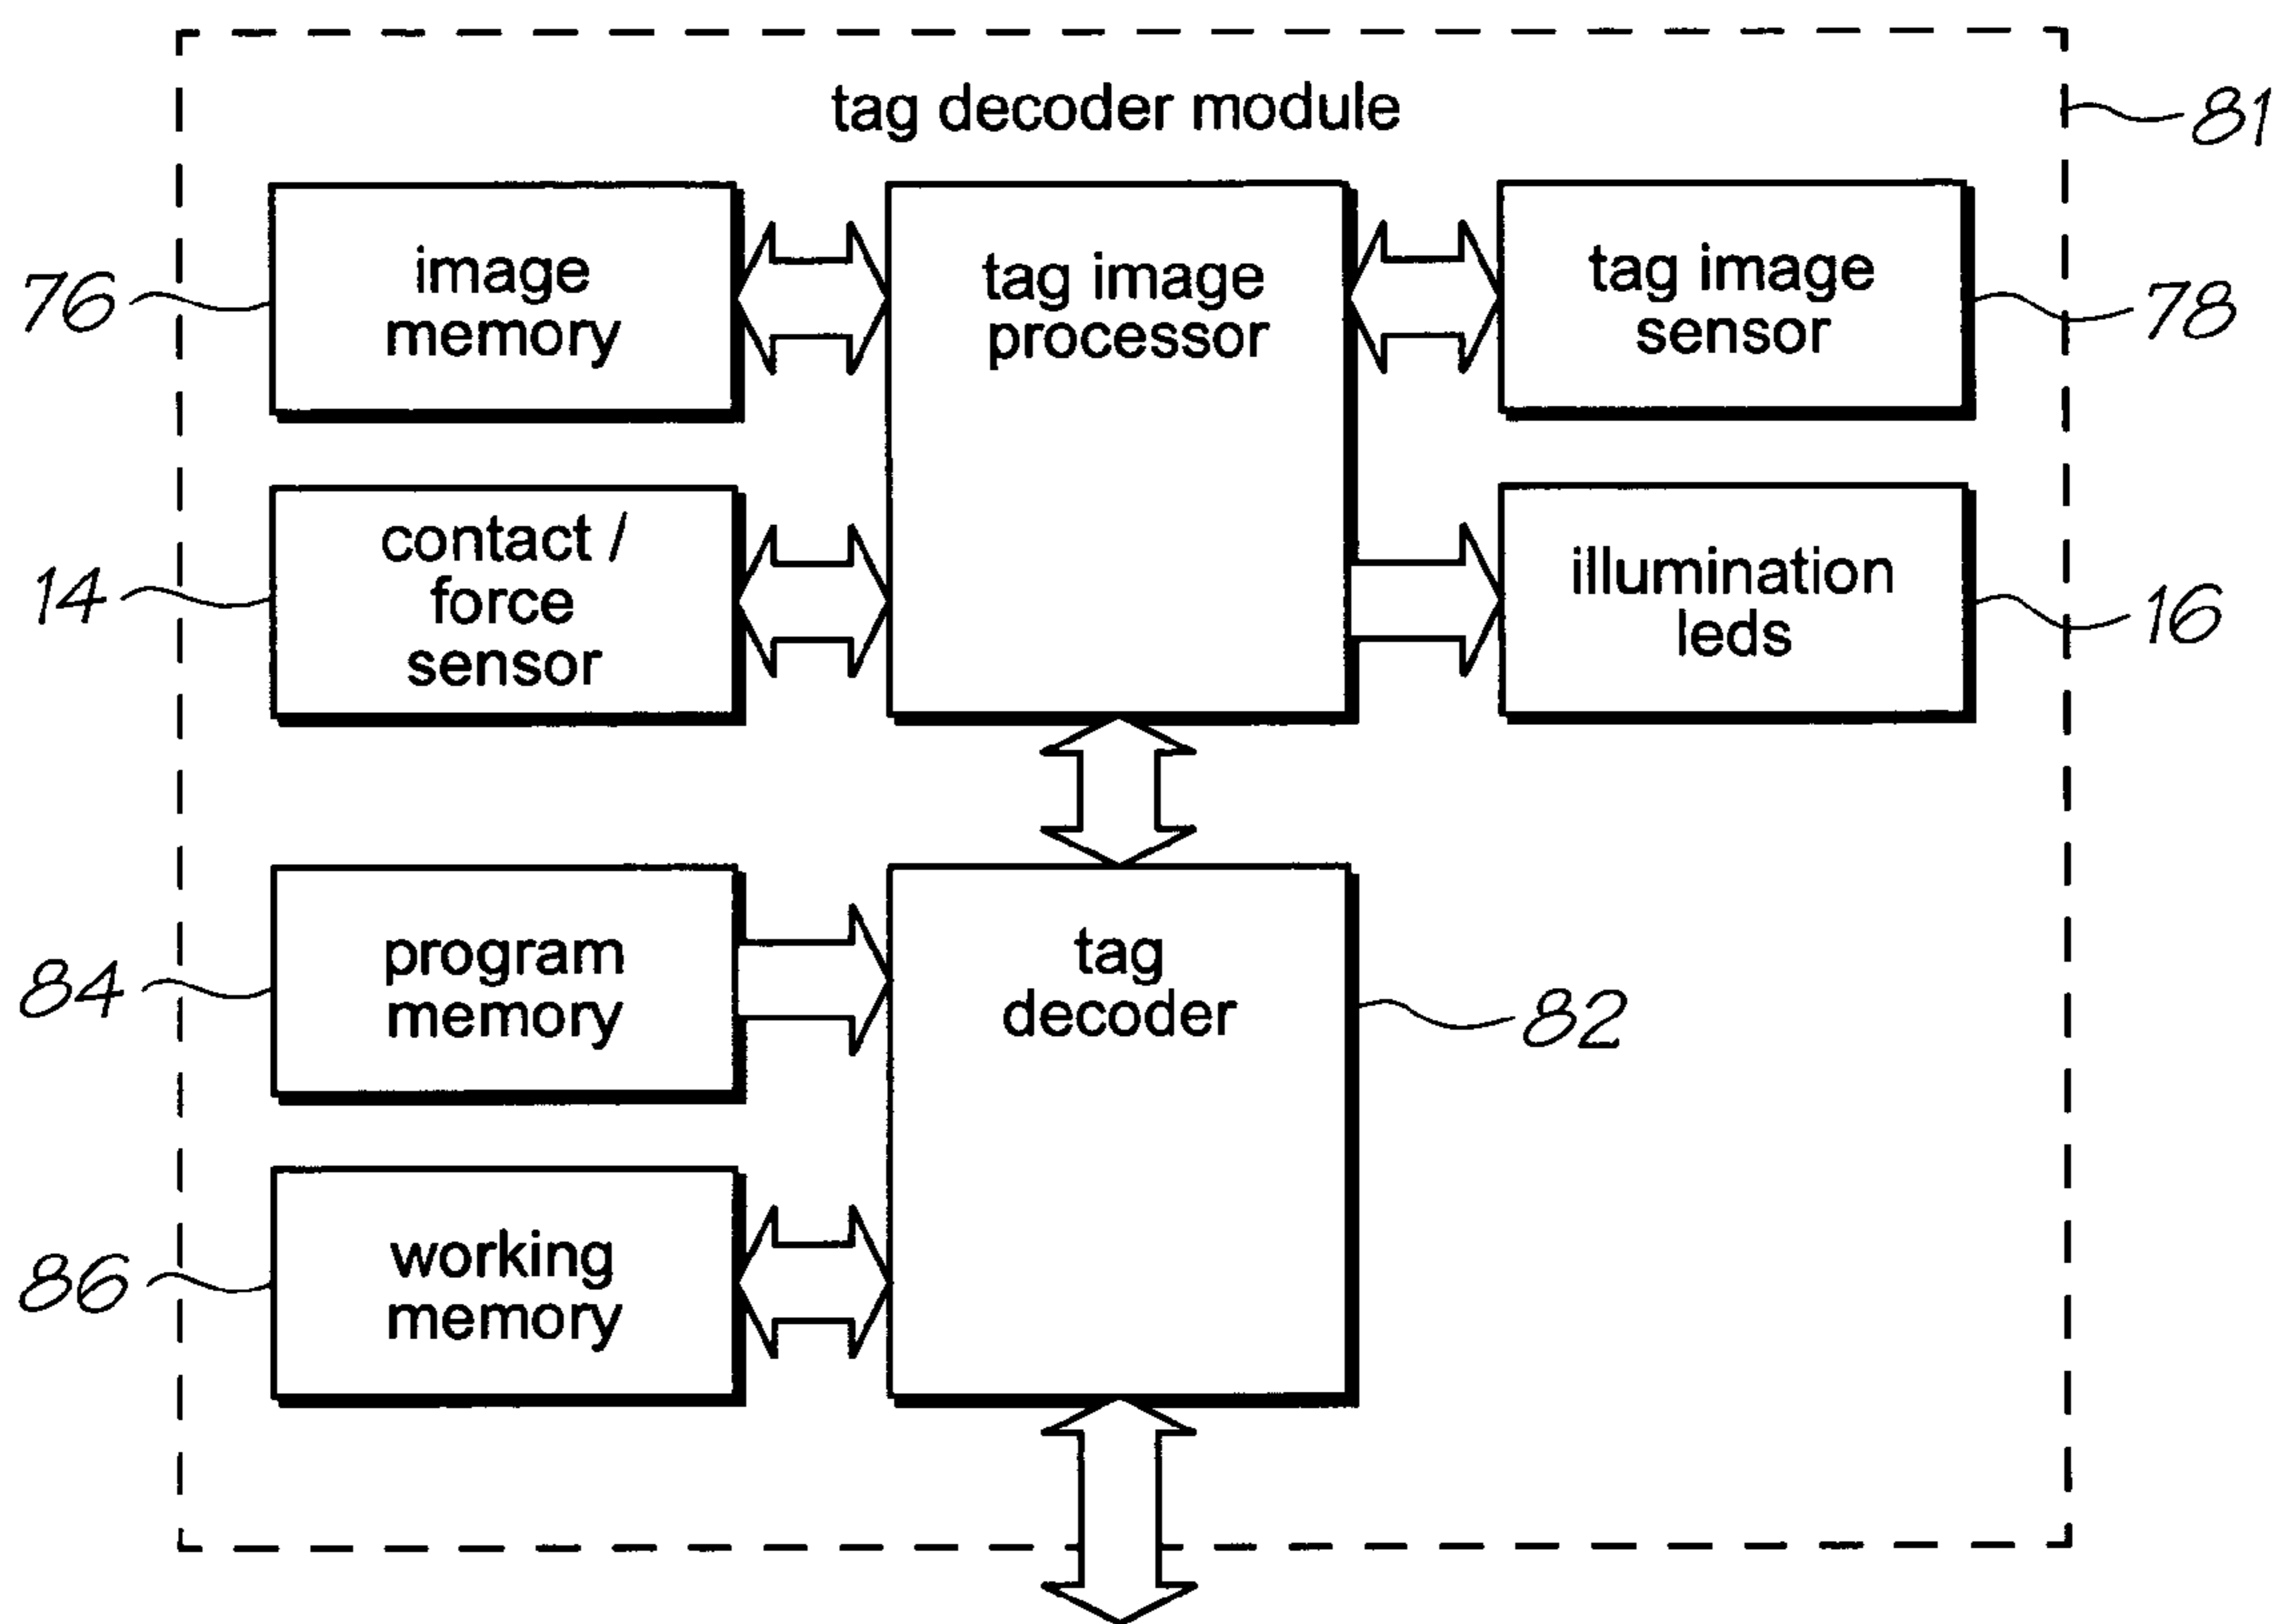 tag decoder module
81
76
image
memory
tag image
processor
tag image
sensor
78
14
contact /
force
sensor
illumination
leds
16
84
program
memory
tag
decoder
82
86
working
memory